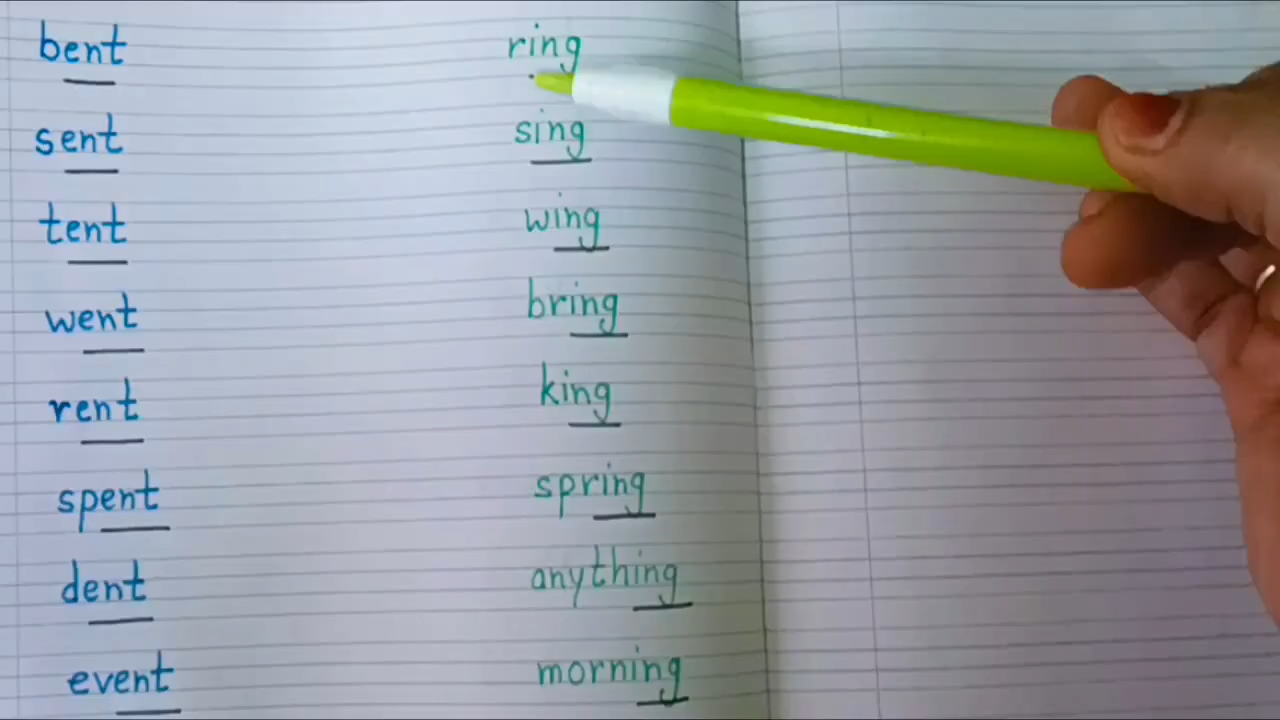 bent
sent
tent
went
rent
spent
dent
event
ring
sing
wing
bring
king
spring
anything
morning